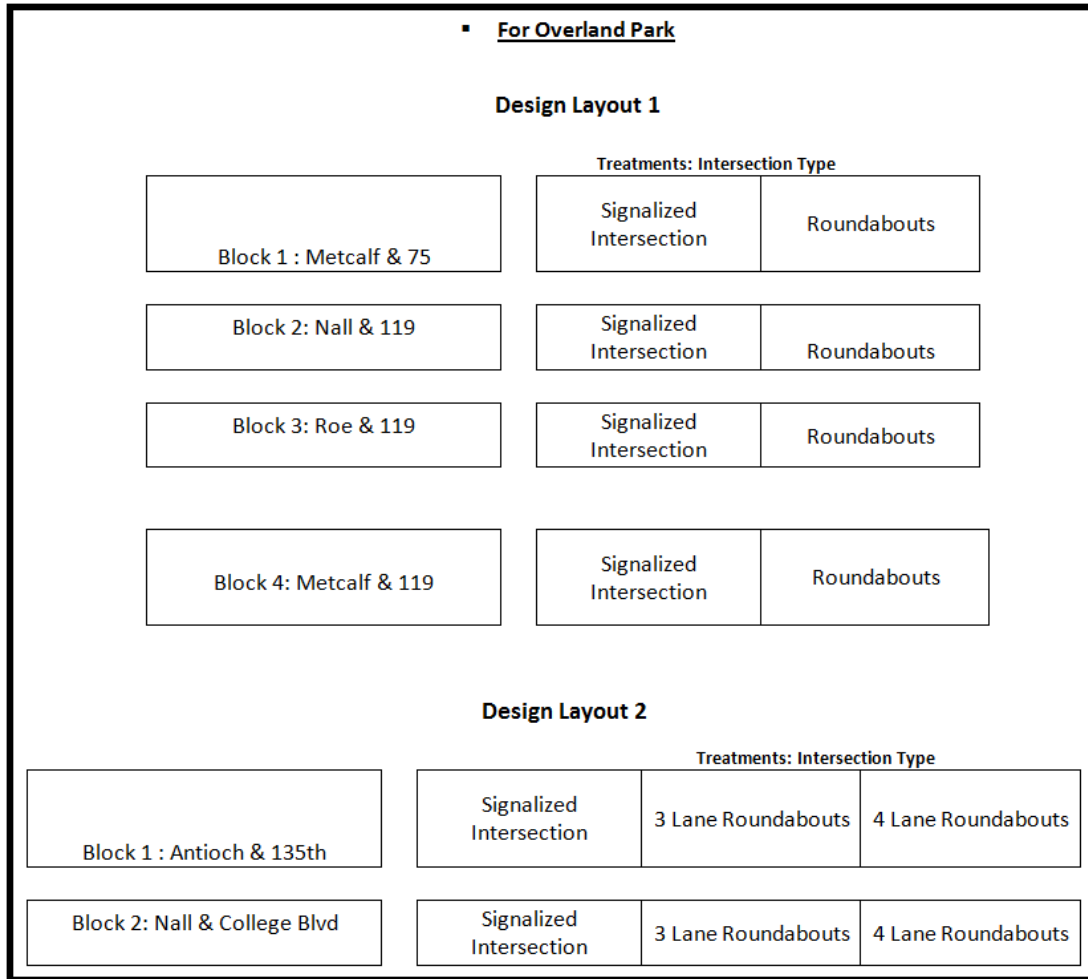 ▪ For Overland Park
Design Layout 1
Treatments: Intersection Type
Block 1 : Metcalf & 75
Signalized
Intersection
Roundabouts
Block 2: Nall & 119
Signalized
Intersection
Roundabouts
Block 3: Roe & 119
Signalized
Intersection
Roundabouts
Block 4: Metcalf & 119
Signalized
Intersection
Roundabouts
Design Layout 2
Treatments: Intersection Type
Block 1 : Antioch & 135th
Signalized
Intersection
3 Lane Roundabouts
4 Lane Roundabouts
Block 2: Nall & College Blvd
Signalized
Intersection
3 Lane Roundabouts
4 Lane Roundabouts